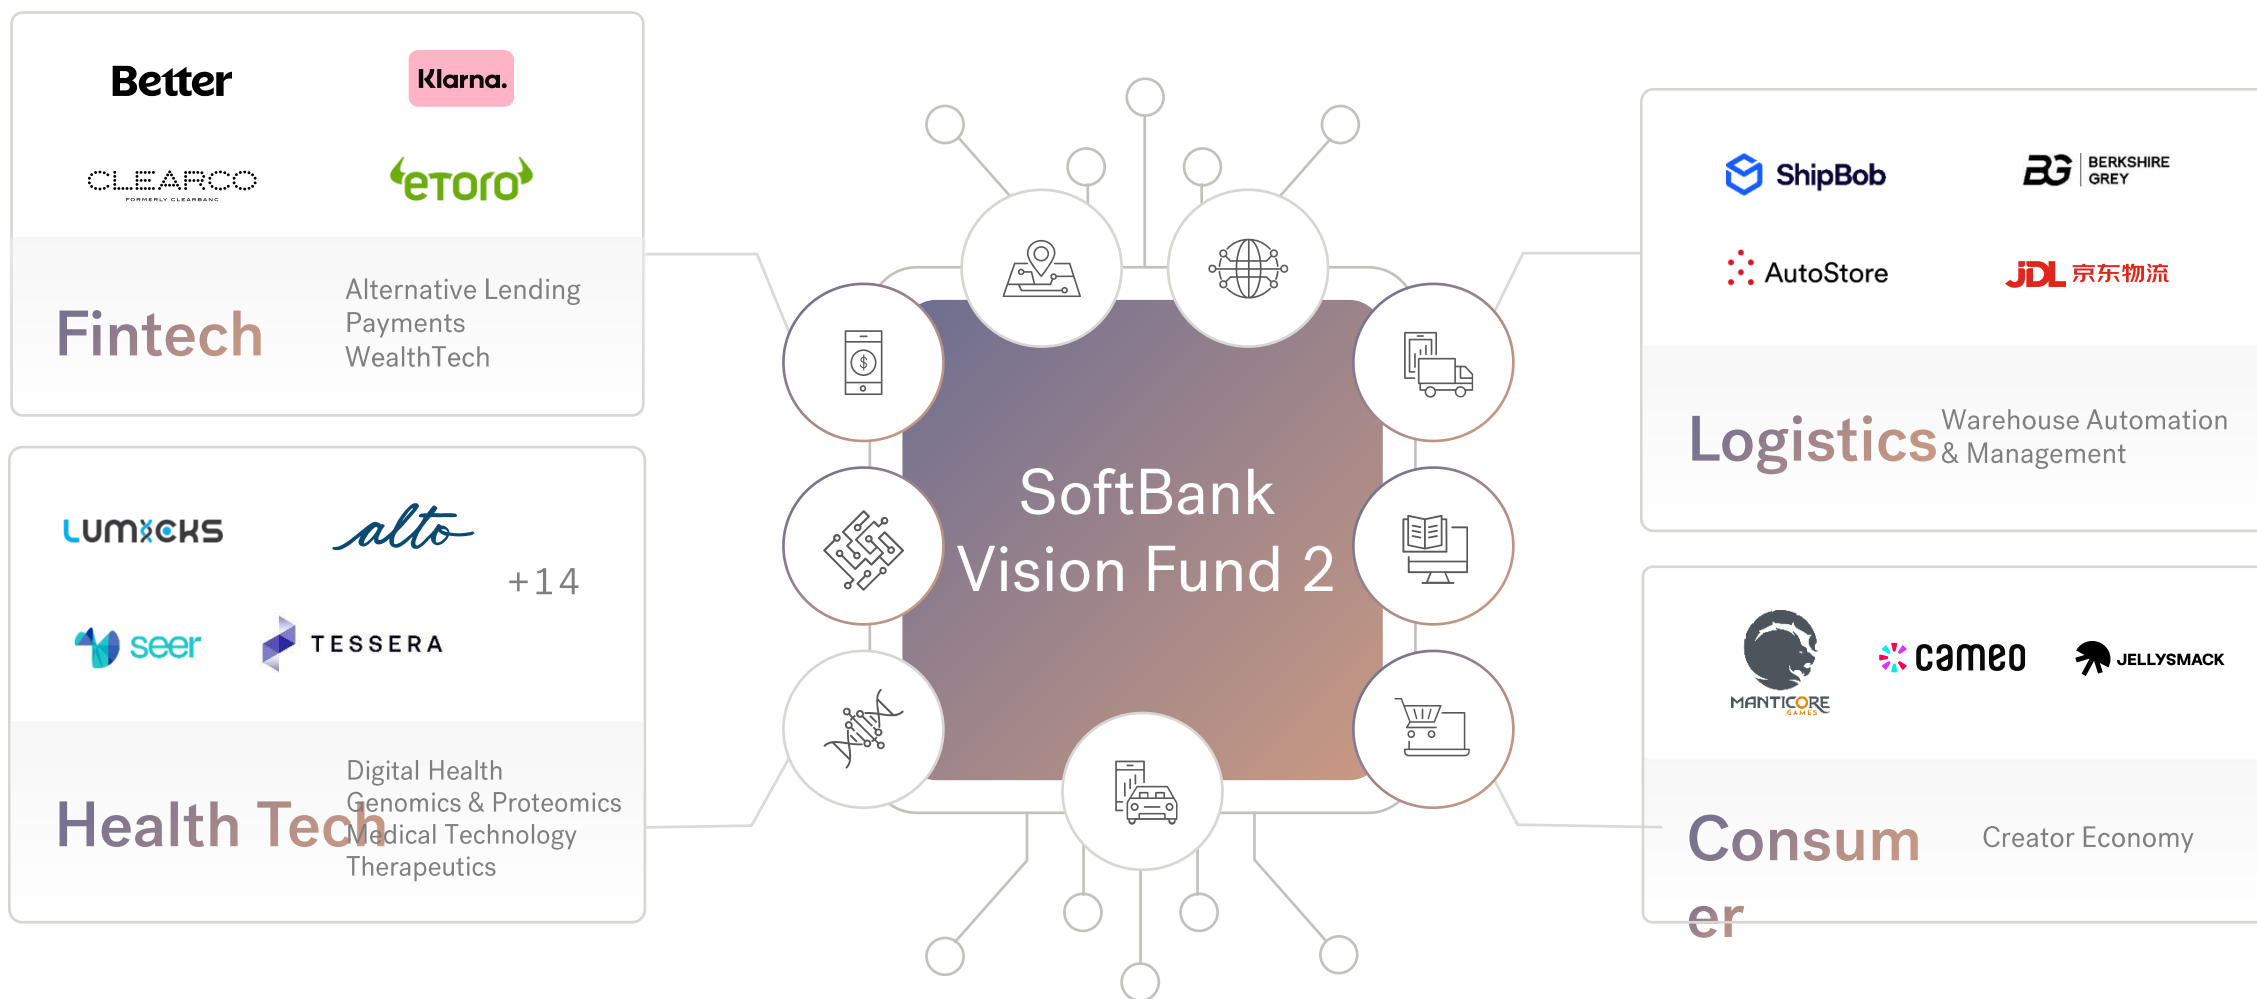 Better
Klarna.
CLEARCO
FORMERLY CLEARBANC
eTORO
Fintech
Alternative Lending
Payments
WealthTech
LUMICKS
alto
+14
seer
TESSERA
Health Tech
Digital Health
Genomics & Proteomics
Medical Technology
Therapeutics
$
SoftBank
Vision Fund 2
ShipBob
BG BERKSHIRE
GREY
AutoStore
JDL 京东物流
Logistics
Warehouse Automation
& Management
MANTICORE
GAMES
cameo
JELLYSMACK
Consum
er
Creator Economy